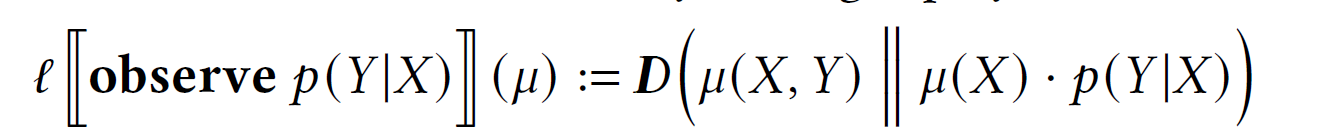 ℓ⟦observe p(Y|X)⟧(μ) := D(μ(X, Y) ‖ μ(X) · p(Y|X))